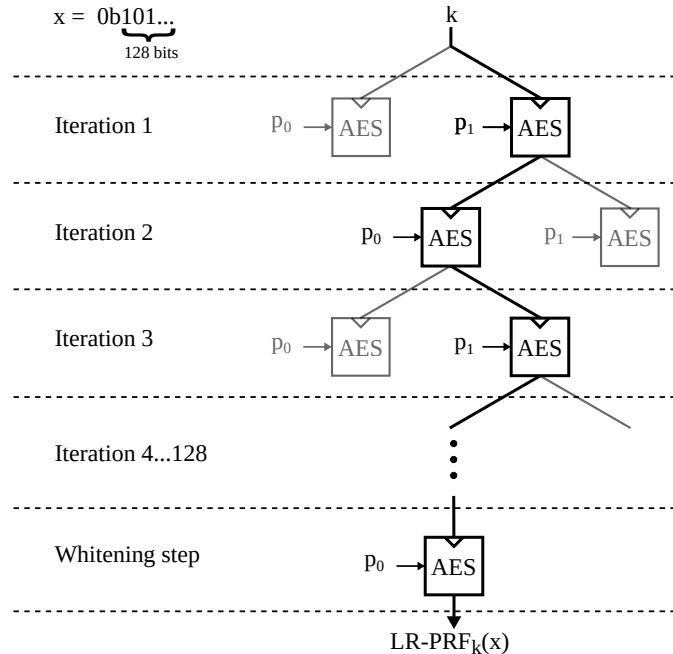 x = 0b101...
128 bits
k
Iteration 1
p₀
AES
p₁
AES
Iteration 2
p₀
AES
p₁
AES
Iteration 3
p₀
AES
p₁
AES
Iteration 4...128
Whitening step
p₀
AES
LR-PRFₖ(x)